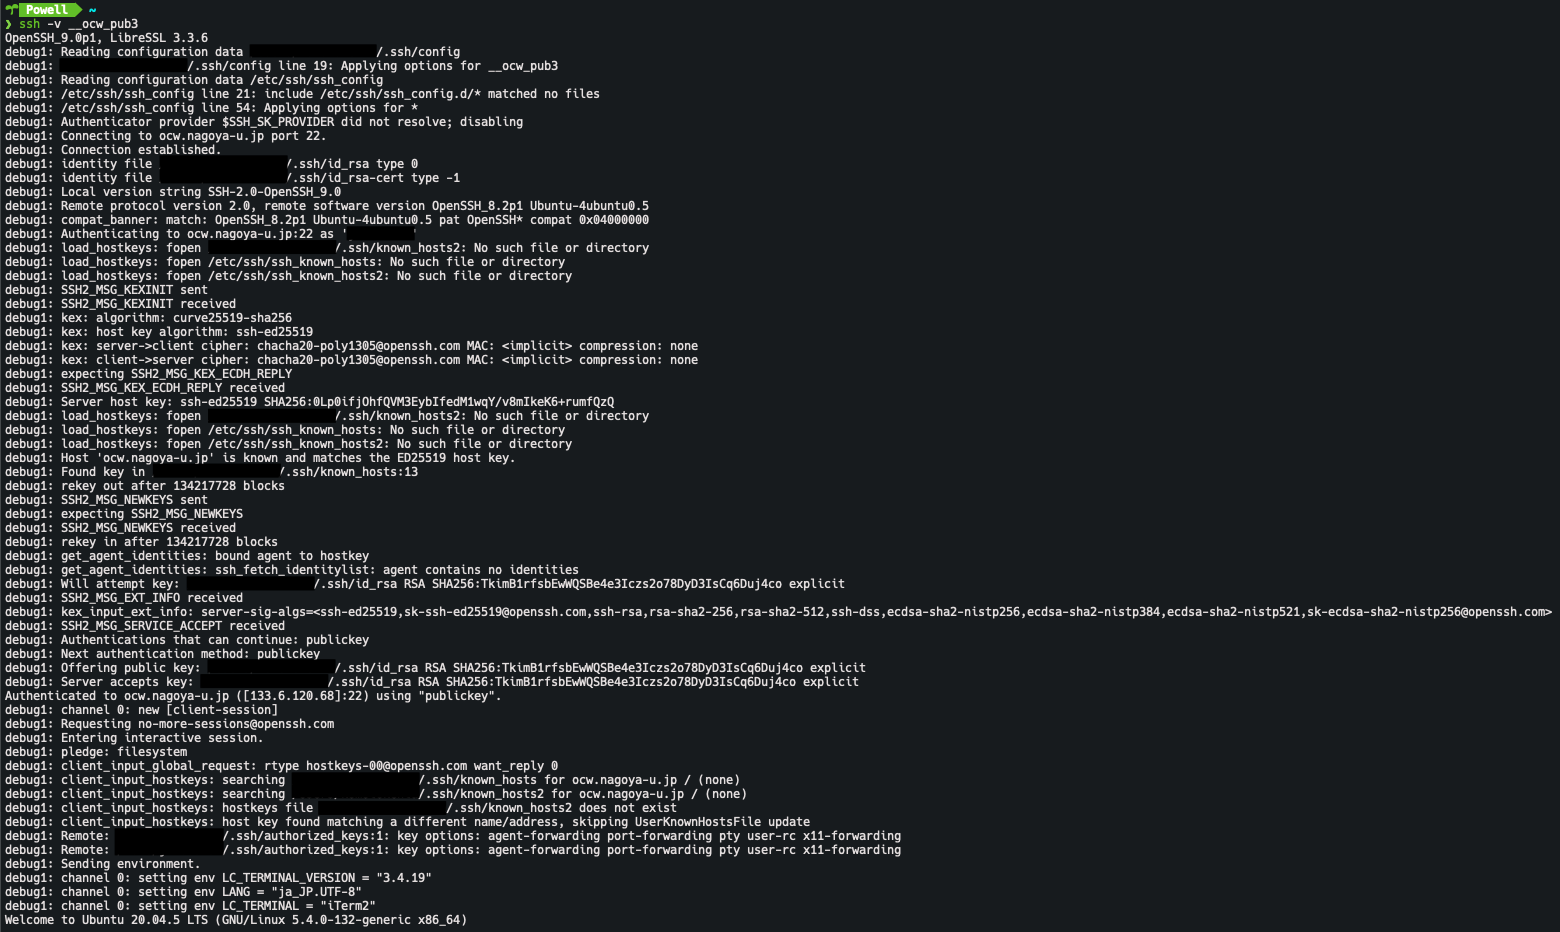 Powell ~
❯ ssh -v __ocw_pub3
OpenSSH_9.0p1, LibreSSL 3.3.6
debug1: Reading configuration data /.ssh/config
debug1: /.ssh/config line 19: Applying options for __ocw_pub3
debug1: Reading configuration data /etc/ssh/ssh_config
debug1: /etc/ssh/ssh_config line 21: include /etc/ssh/ssh_config.d/* matched no files
debug1: /etc/ssh/ssh_config line 54: Applying options for *
debug1: Authenticator provider $SSH_SK_PROVIDER did not resolve; disabling
debug1: Connecting to ocw.nagoya-u.jp port 22.
debug1: Connection established.
debug1: identity file /.ssh/id_rsa type 0
debug1: identity file /.ssh/id_rsa-cert type -1
debug1: Local version string SSH-2.0-OpenSSH_9.0
debug1: Remote protocol version 2.0, remote software version OpenSSH_8.2p1 Ubuntu-4ubuntu0.5
debug1: compat_banner: match: OpenSSH_8.2p1 Ubuntu-4ubuntu0.5 pat OpenSSH* compat 0x04000000
debug1: Authenticating to ocw.nagoya-u.jp:22 as ' '
debug1: load_hostkeys: fopen /.ssh/known_hosts2: No such file or directory
debug1: load_hostkeys: fopen /etc/ssh/ssh_known_hosts: No such file or directory
debug1: load_hostkeys: fopen /etc/ssh/ssh_known_hosts2: No such file or directory
debug1: SSH2_MSG_KEXINIT sent
debug1: SSH2_MSG_KEXINIT received
debug1: kex: algorithm: curve25519-sha256
debug1: kex: host key algorithm: ssh-ed25519
debug1: kex: server->client cipher: chacha20-poly1305@openssh.com MAC: <implicit> compression: none
debug1: kex: client->server cipher: chacha20-poly1305@openssh.com MAC: <implicit> compression: none
debug1: expecting SSH2_MSG_KEX_ECDH_REPLY
debug1: SSH2_MSG_KEX_ECDH_REPLY received
debug1: Server host key: ssh-ed25519 SHA256:0Lp0ifjOhfQVM3EybIfedM1wqY/v8mIkeK6+rumfQzQ
debug1: load_hostkeys: fopen /.ssh/known_hosts2: No such file or directory
debug1: load_hostkeys: fopen /etc/ssh/ssh_known_hosts: No such file or directory
debug1: load_hostkeys: fopen /etc/ssh/ssh_known_hosts2: No such file or directory
debug1: Host 'ocw.nagoya-u.jp' is known and matches the ED25519 host key.
debug1: Found key in /.ssh/known_hosts:13
debug1: rekey out after 134217728 blocks
debug1: SSH2_MSG_NEWKEYS sent
debug1: expecting SSH2_MSG_NEWKEYS
debug1: SSH2_MSG_NEWKEYS received
debug1: rekey in after 134217728 blocks
debug1: get_agent_identities: bound agent to hostkey
debug1: get_agent_identities: ssh_fetch_identitylist: agent contains no identities
debug1: Will attempt key: /.ssh/id_rsa RSA SHA256:TkimB1rfsbEwWQSBe4e3Iczs2o78DyD3IsCq6Duj4co explicit
debug1: SSH2_MSG_EXT_INFO received
debug1: kex_input_ext_info: server-sig-algs=<ssh-ed25519,sk-ssh-ed25519@openssh.com,ssh-rsa,rsa-sha2-256,rsa-sha2-512,ssh-dss,ecdsa-sha2-nistp256,ecdsa-sha2-nistp384,ecdsa-sha2-nistp521,sk-ecdsa-sha2-nistp256@openssh.com>
debug1: SSH2_MSG_SERVICE_ACCEPT received
debug1: Authentications that can continue: publickey
debug1: Next authentication method: publickey
debug1: Offering public key: /.ssh/id_rsa RSA SHA256:TkimB1rfsbEwWQSBe4e3Iczs2o78DyD3IsCq6Duj4co explicit
debug1: Server accepts key: /.ssh/id_rsa RSA SHA256:TkimB1rfsbEwWQSBe4e3Iczs2o78DyD3IsCq6Duj4co explicit
Authenticated to ocw.nagoya-u.jp ([133.6.120.68]:22) using "publickey".
debug1: channel 0: new [client-session]
debug1: Requesting no-more-sessions@openssh.com
debug1: Entering interactive session.
debug1: pledge: filesystem
debug1: client_input_global_request: rtype hostkeys-00@openssh.com want_reply 0
debug1: client_input_hostkeys: searching /.ssh/known_hosts for ocw.nagoya-u.jp / (none)
debug1: client_input_hostkeys: searching /.ssh/known_hosts2 for ocw.nagoya-u.jp / (none)
debug1: client_input_hostkeys: hostkeys file /.ssh/known_hosts2 does not exist
debug1: client_input_hostkeys: host key found matching a different name/address, skipping UserKnownHostsFile update
debug1: Remote: /.ssh/authorized_keys:1: key options: agent-forwarding port-forwarding pty user-rc x11-forwarding
debug1: Remote: /.ssh/authorized_keys:1: key options: agent-forwarding port-forwarding pty user-rc x11-forwarding
debug1: Sending environment.
debug1: channel 0: setting env LC_TERMINAL_VERSION = "3.4.19"
debug1: channel 0: setting env LANG = "ja_JP.UTF-8"
debug1: channel 0: setting env LC_TERMINAL = "iTerm2"
Welcome to Ubuntu 20.04.5 LTS (GNU/Linux 5.4.0-132-generic x86_64)